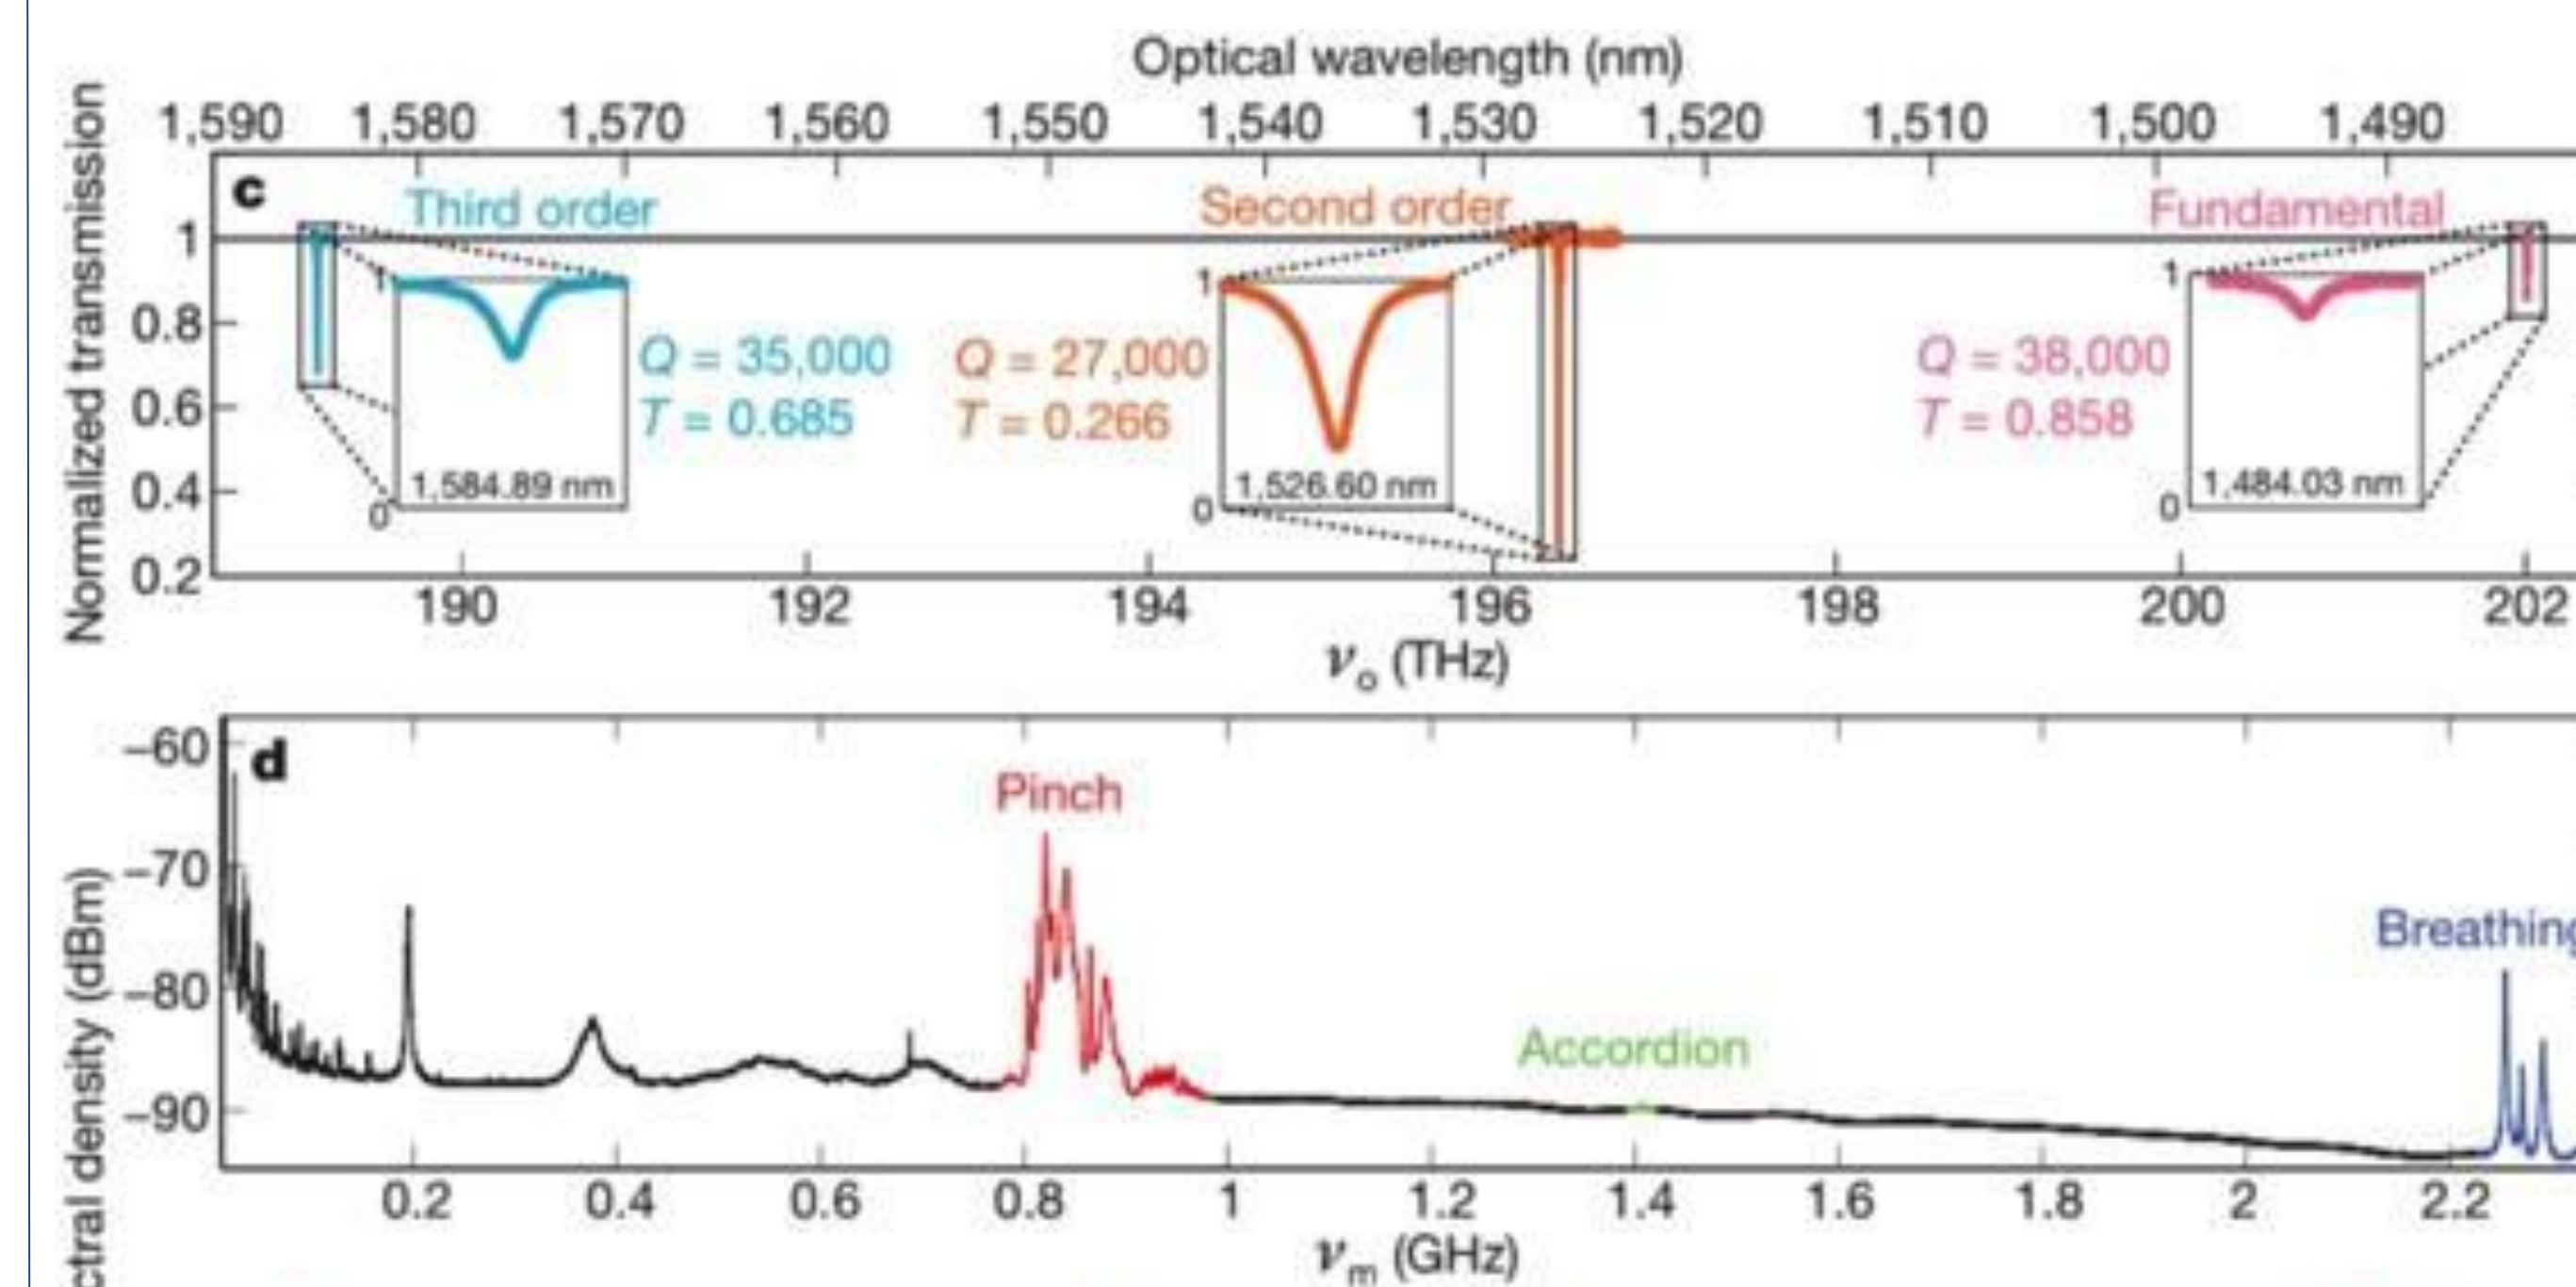 Optical wavelength (nm)
1,590 1,580 1,570 1,560 1,550 1,540 1,530 1,520 1,510 1,500 1,490
Normalized transmission
c
Third order
Second order
Fundamental
1
0.8
0.6
0.4
0.2
1
0
1,584.89 nm
Q = 35,000
T = 0.685
Q = 27,000
T = 0.266
1
0
1,526.60 nm
Q = 38,000
T = 0.858
1
0
1,484.03 nm
190 192 194 196 198 200 202
νo (THz)
d
–60
–70
–80
–90
ctral density (dBm)
Pinch
Accordion
Breathing
0.2 0.4 0.6 0.8 1 1.2 1.4 1.6 1.8 2 2.2
νm (GHz)